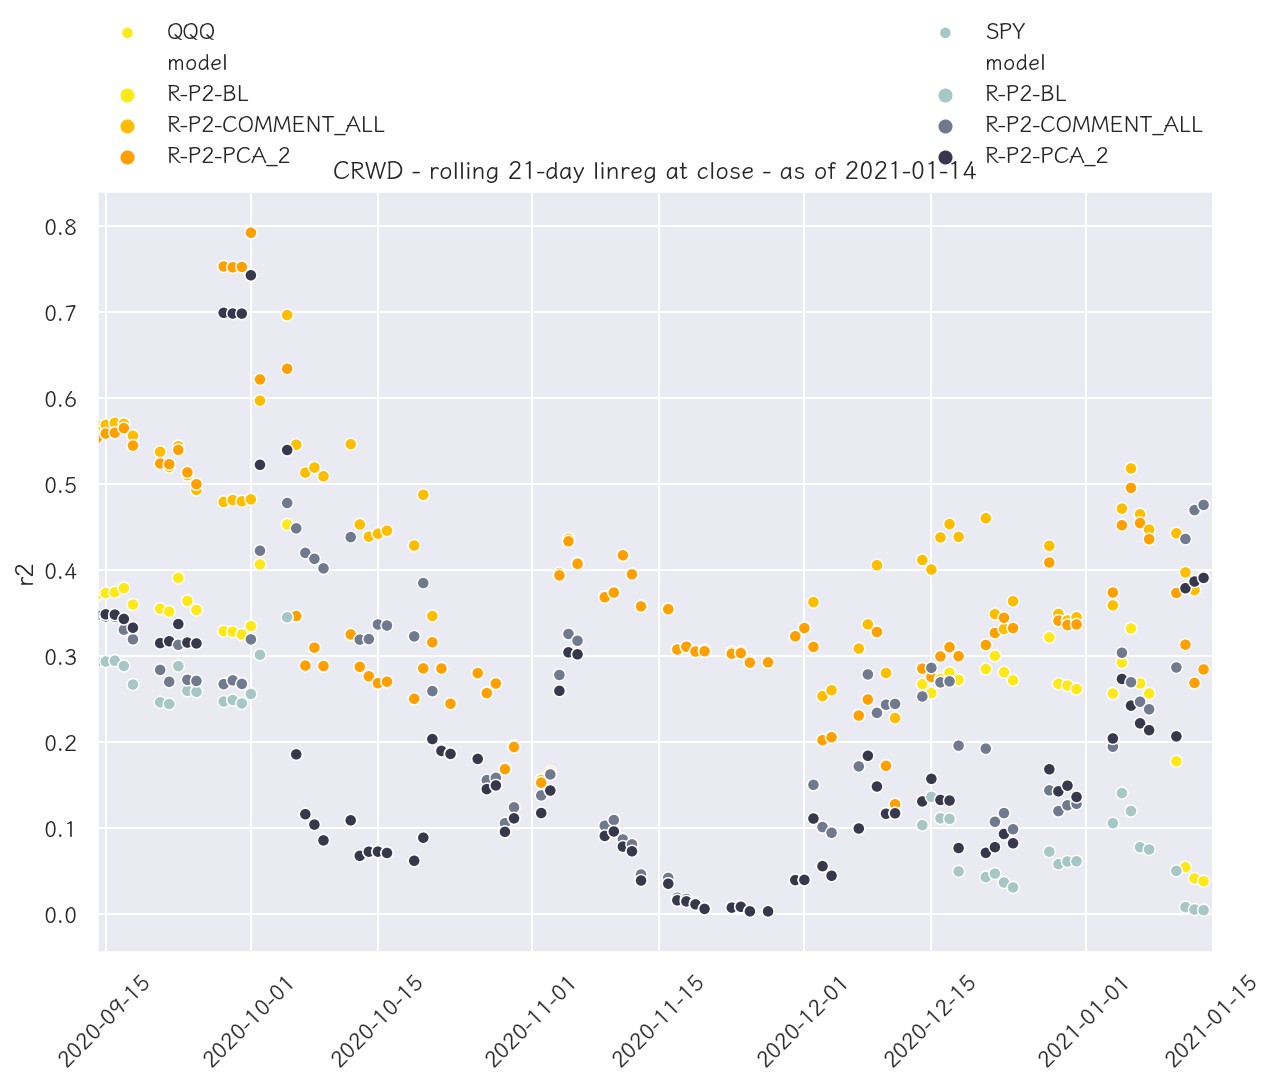 QQQ
model
R-P2-BL
R-P2-COMMENT_ALL
R-P2-PCA_2
SPY
model
R-P2-BL
R-P2-COMMENT_ALL
R-P2-PCA_2
CRWD - rolling 21-day linreg at close - as of 2021-01-14
r2
0.8
0.7
0.6
0.5
0.4
0.3
0.2
0.1
0.0
2020-09-15
2020-10-01
2020-10-15
2020-11-01
2020-11-15
2020-12-01
2020-12-15
2021-01-01
2021-01-15